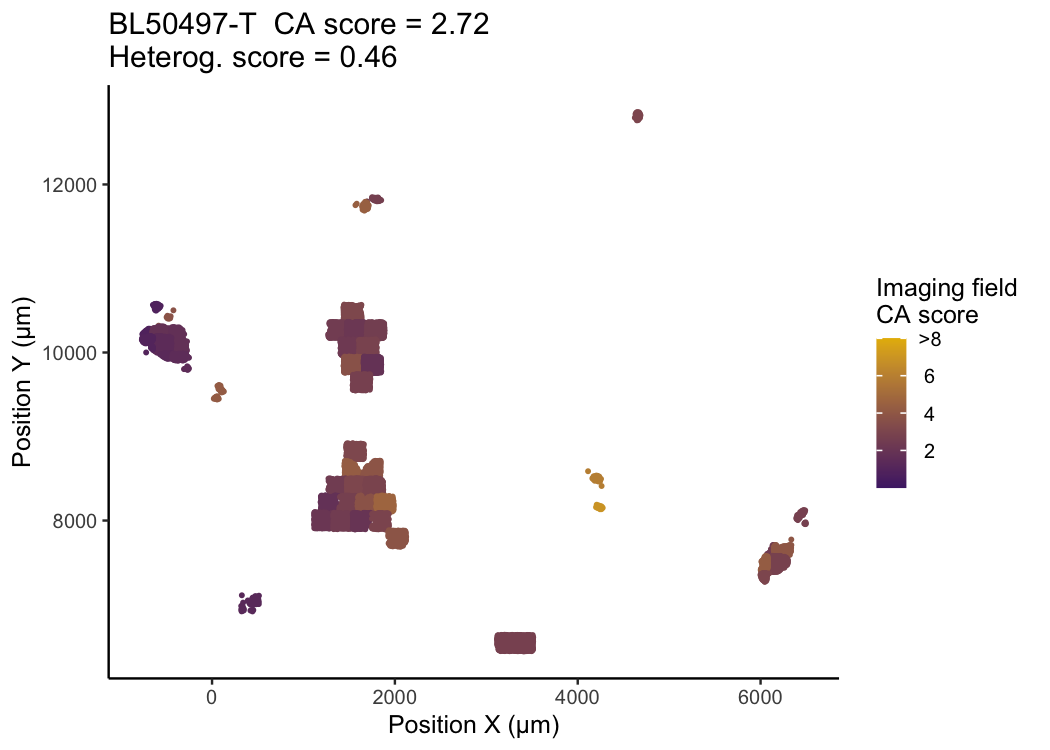 BL50497-T  CA score = 2.72
Heterog. score = 0.46
Position Y (µm)
12000
10000
8000
0
2000
4000
6000
Position X (µm)
Imaging field
CA score
>8
6
4
2